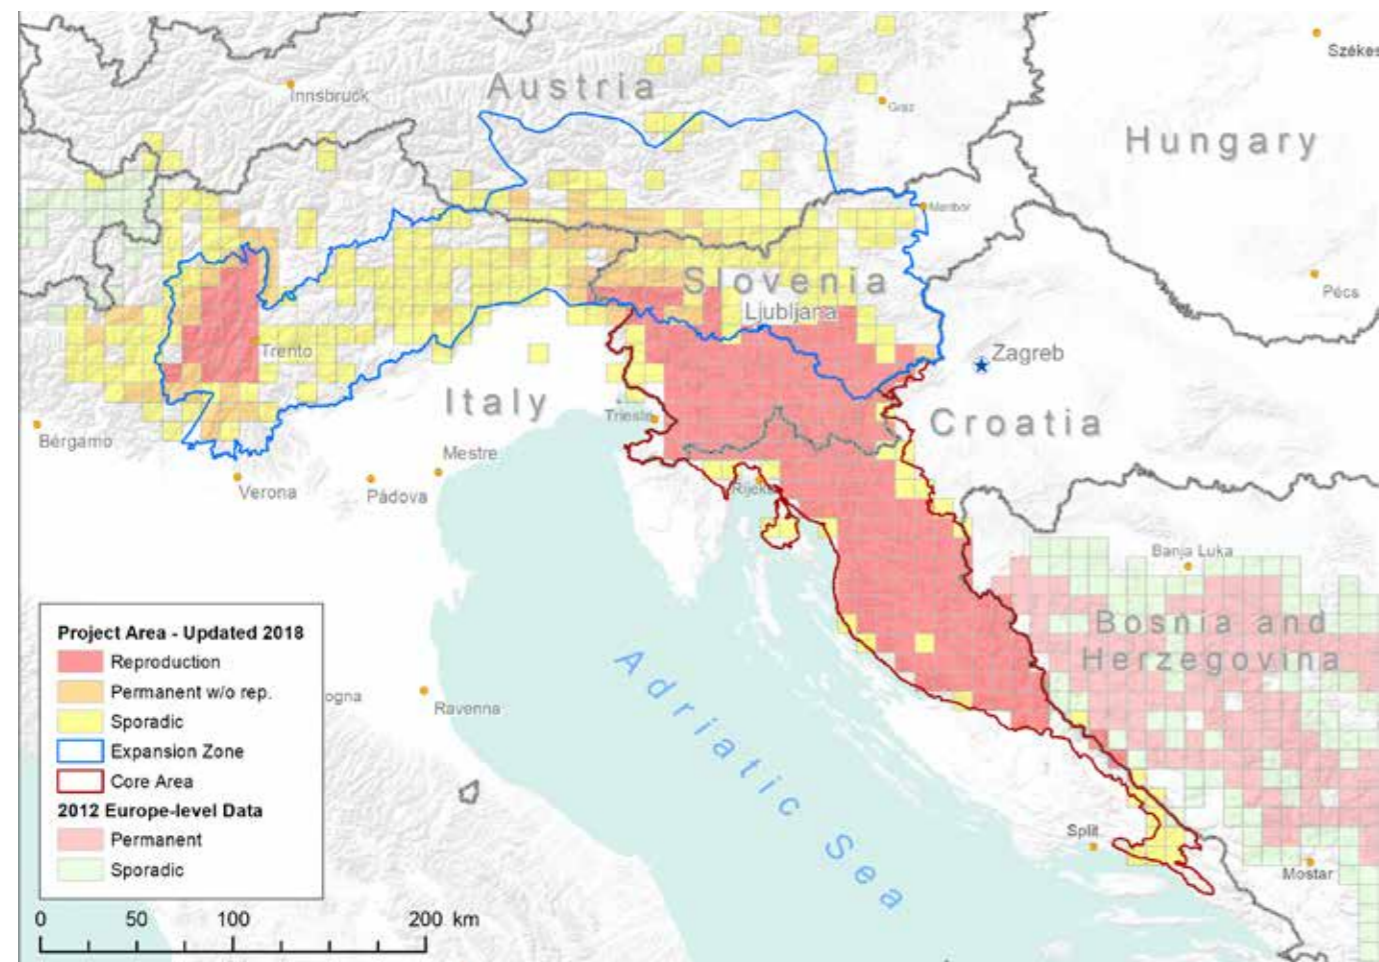 Székes
Austria
Innsbruck
Graz
Hungary
Maribor
Slovenia
Ljubljana
Pécs
Trento
Zagreb
Italy
Croatia
Trieste
Bergamo
Mestre
Verona
Pádova
Rijeka
Banja Luka
Bosnia and
Herzegovina
Project Area - Updated 2018
Reproduction
Permanent w/o rep.
Sporadic
Expansion Zone
Core Area
2012 Europe-level Data
Permanent
Sporadic
ogna
Ravenna
Adriatic Sea
Split
Mostar
0 50 100 200 km